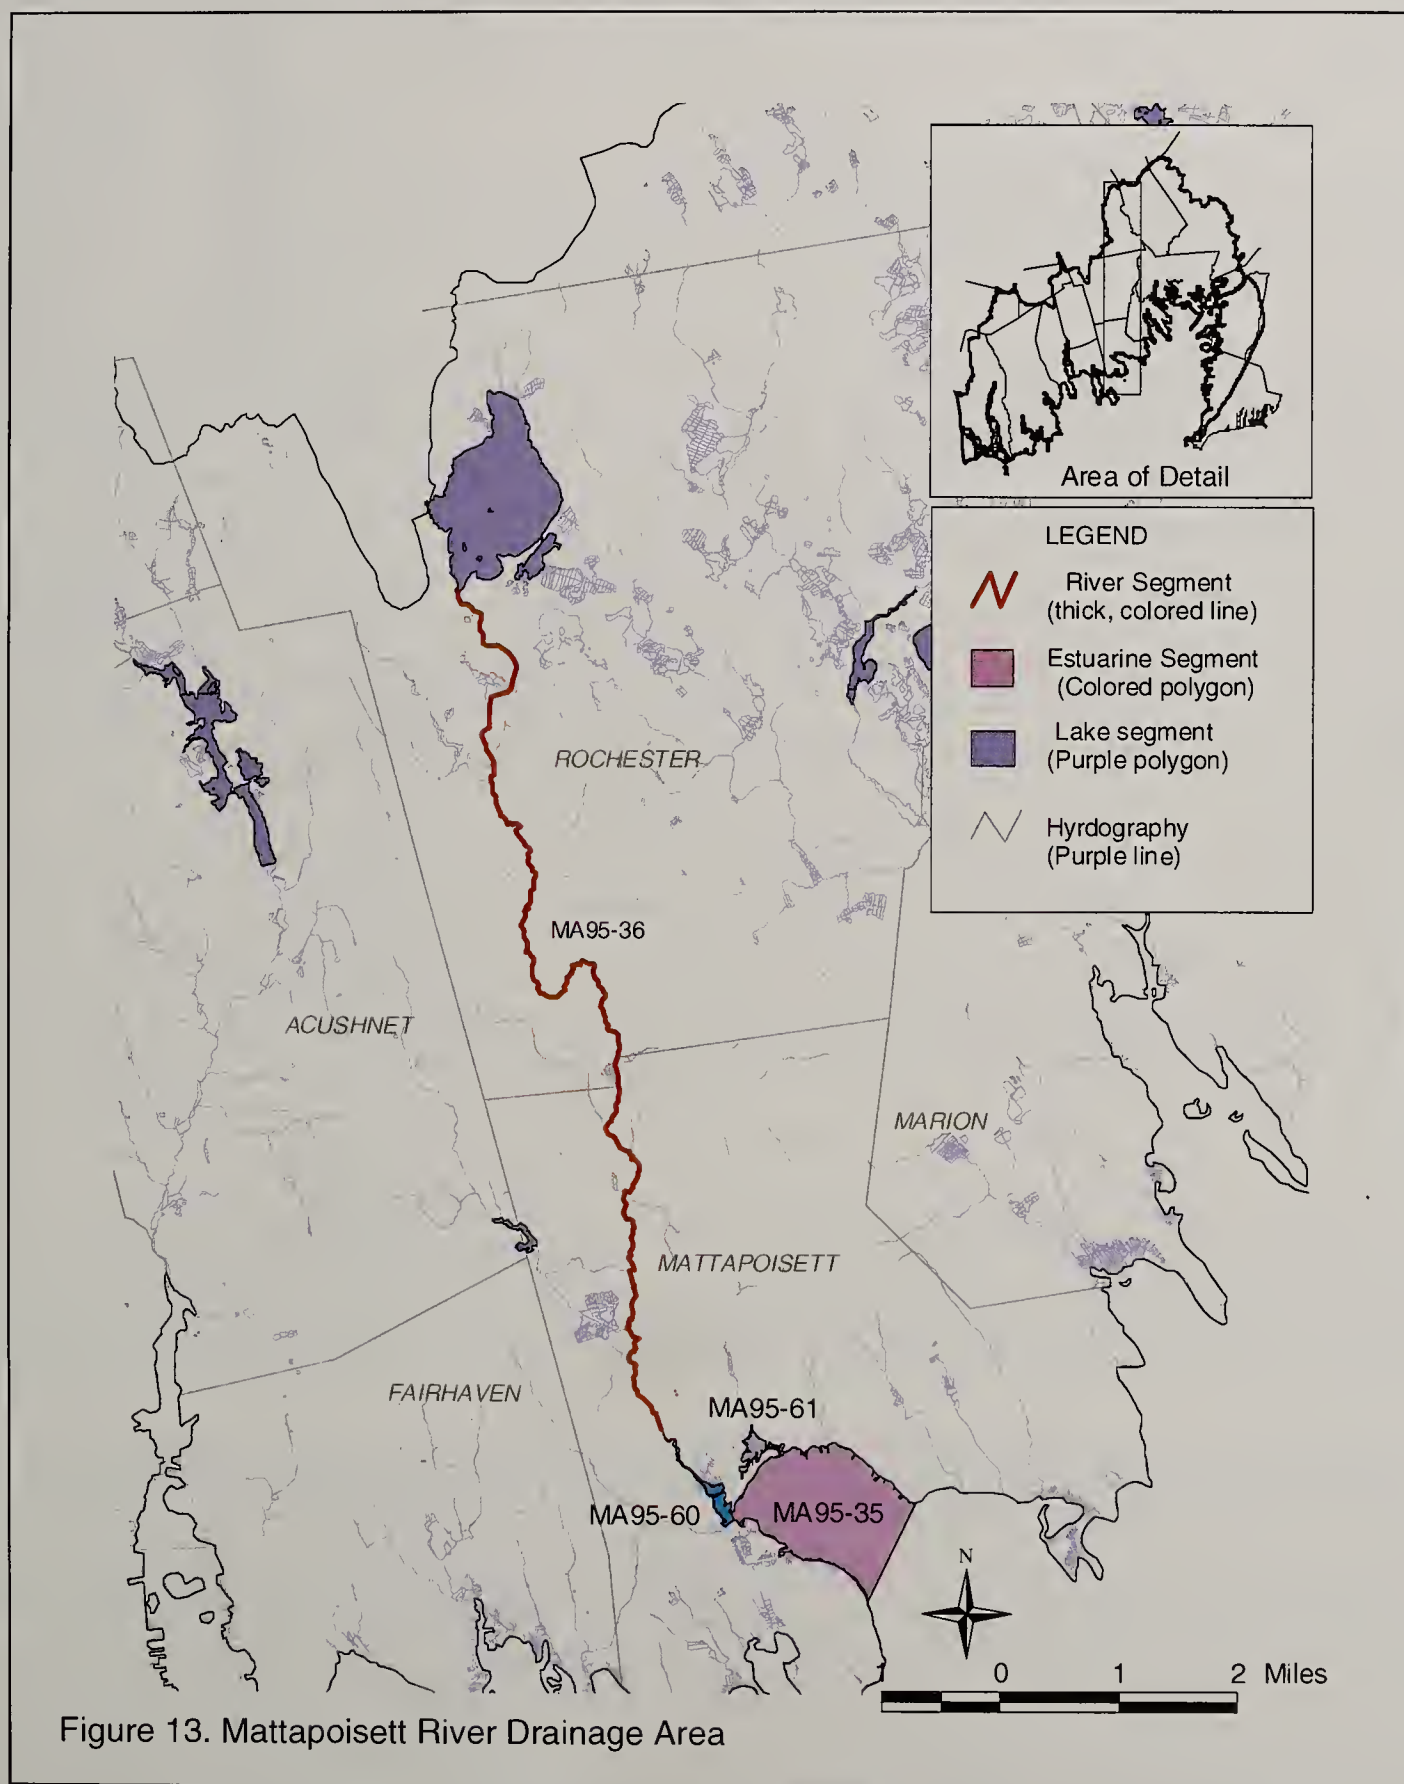 Area of Detail
LEGEND
River Segment
(thick, colored line)
Estuarine Segment
(Colored polygon)
Lake segment
(Purple polygon)
Hyrdography
(Purple line)
ROCHESTER
MA95-36
ACUSHNET
MARION
MATTAPOISETT
FAIRHAVEN
MA95-61
MA95-60
MA95-35
N
1 0 1 2 Miles
Figure 13. Mattapoisett River Drainage Area